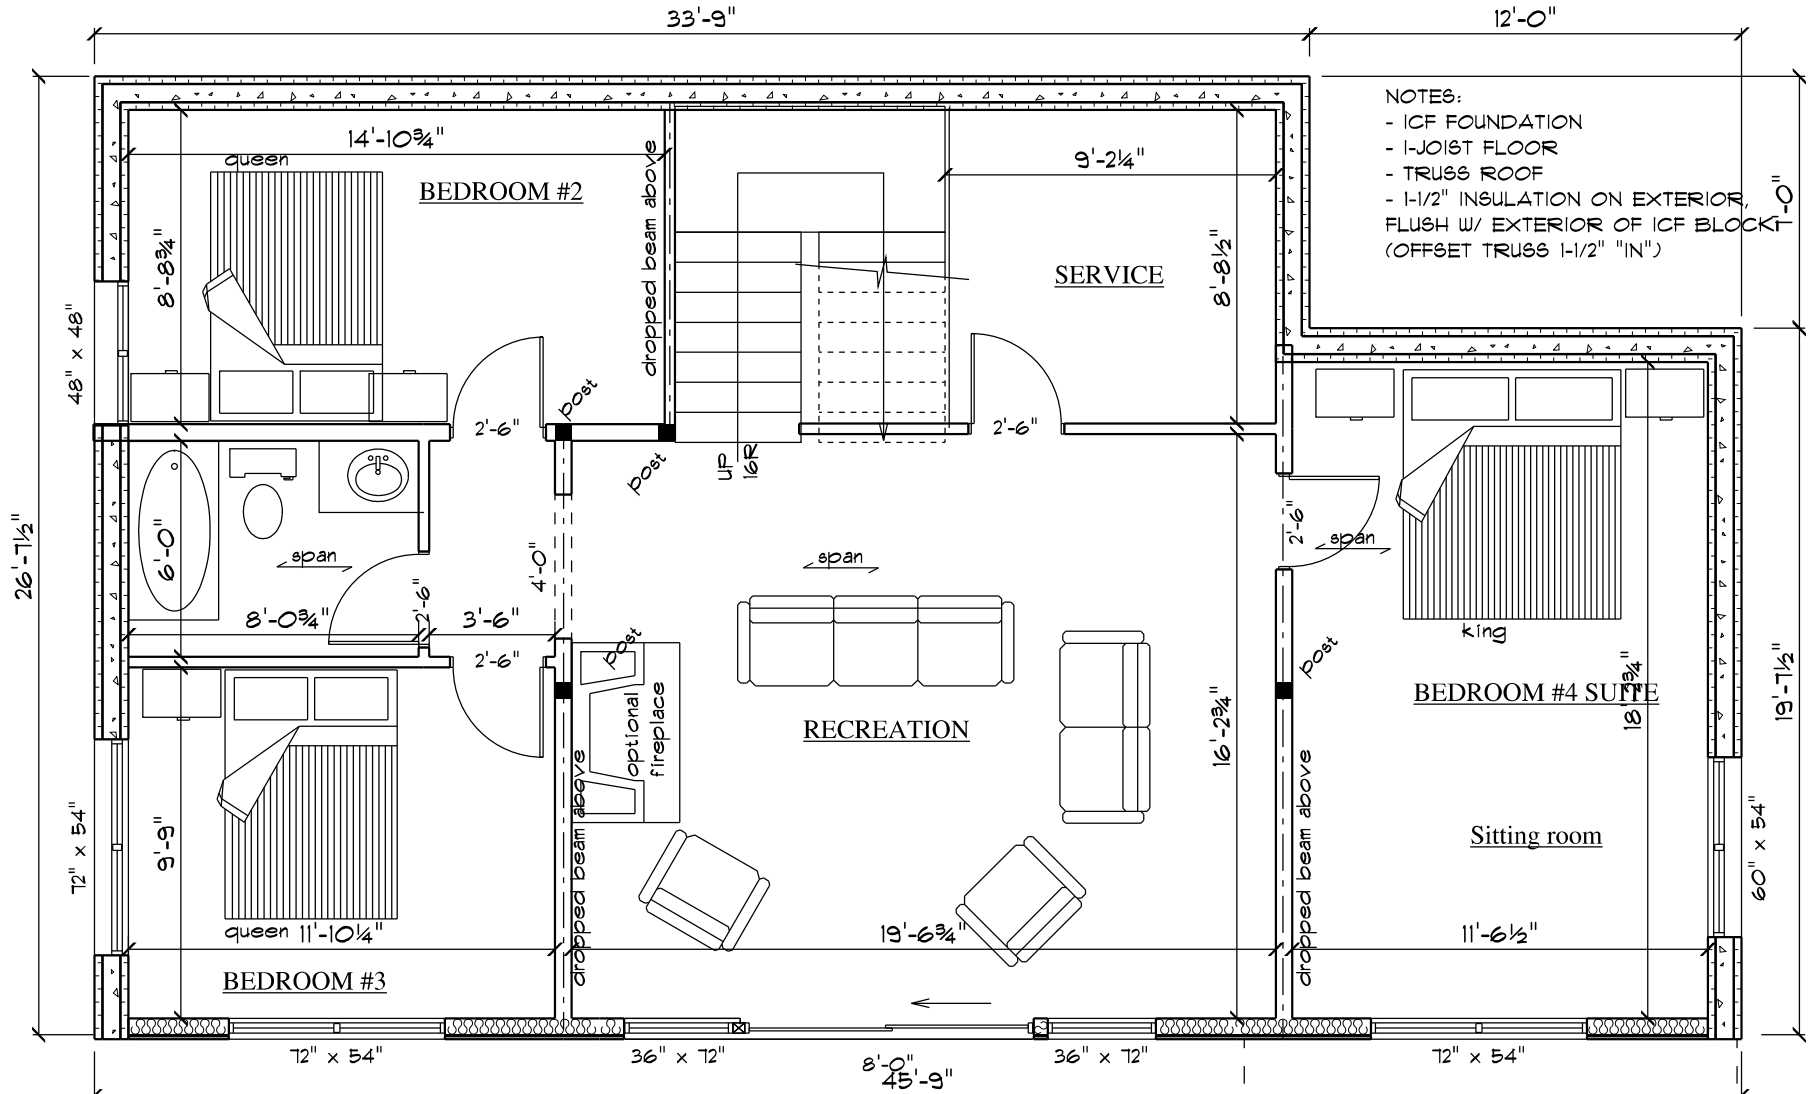 33'-9"
12'-0"
NOTES:
- ICF FOUNDATION
- I-JOIST FLOOR
- TRUSS ROOF
- 1-1/2" INSULATION ON EXTERIOR,
FLUSH W/ EXTERIOR OF ICF BLOCK
(OFFSET TRUSS 1-1/2" "IN")
14'-10¾"
queen
BEDROOM #2
dropped beam above
9'-2¼"
7'-0"
8'-8¾"
8'-8½"
SERVICE
48" x 48"
post
2'-6"
2'-6"
UP
16R
post
26'-7½"
6'-0"
span
4'-0"
span
2'-6"
span
8'-0¾"
2'-6"
3'-6"
2'-6"
post
king
post
19'-7½"
BEDROOM #4 SUITE
18'-2¾"
optional
fireplace
RECREATION
16'-2¾"
72" x 54"
9'-9"
dropped beam above
dropped beam above
Sitting room
60" x 54"
queen
11'-10¼"
19'-6¾"
11'-6½"
BEDROOM #3
72" x 54"
36" x 72"
8'-0"
36" x 72"
72" x 54"
45'-9"